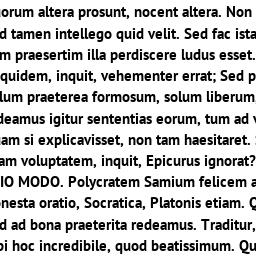 orum altera prosunt, nocent altera. Non
d tamen intellego quid velit. Sed fac ista
m praesertim illa perdiscere ludus esset.
quidem, inquit, vehementer errat; Sed p
lum praeterea formosum, solum liberum,
deamus igitur sententias eorum, tum ad v
am si explicavisset, non tam haesitaret. S
am voluptatem, inquit, Epicurus ignorat?
IO MODO. Polycratem Samium felicem a
nesta oratio, Socratica, Platonis etiam. Q
d ad bona praeterita redeamus. Traditur,
bi hoc incredibile, quod beatissimum. Qu